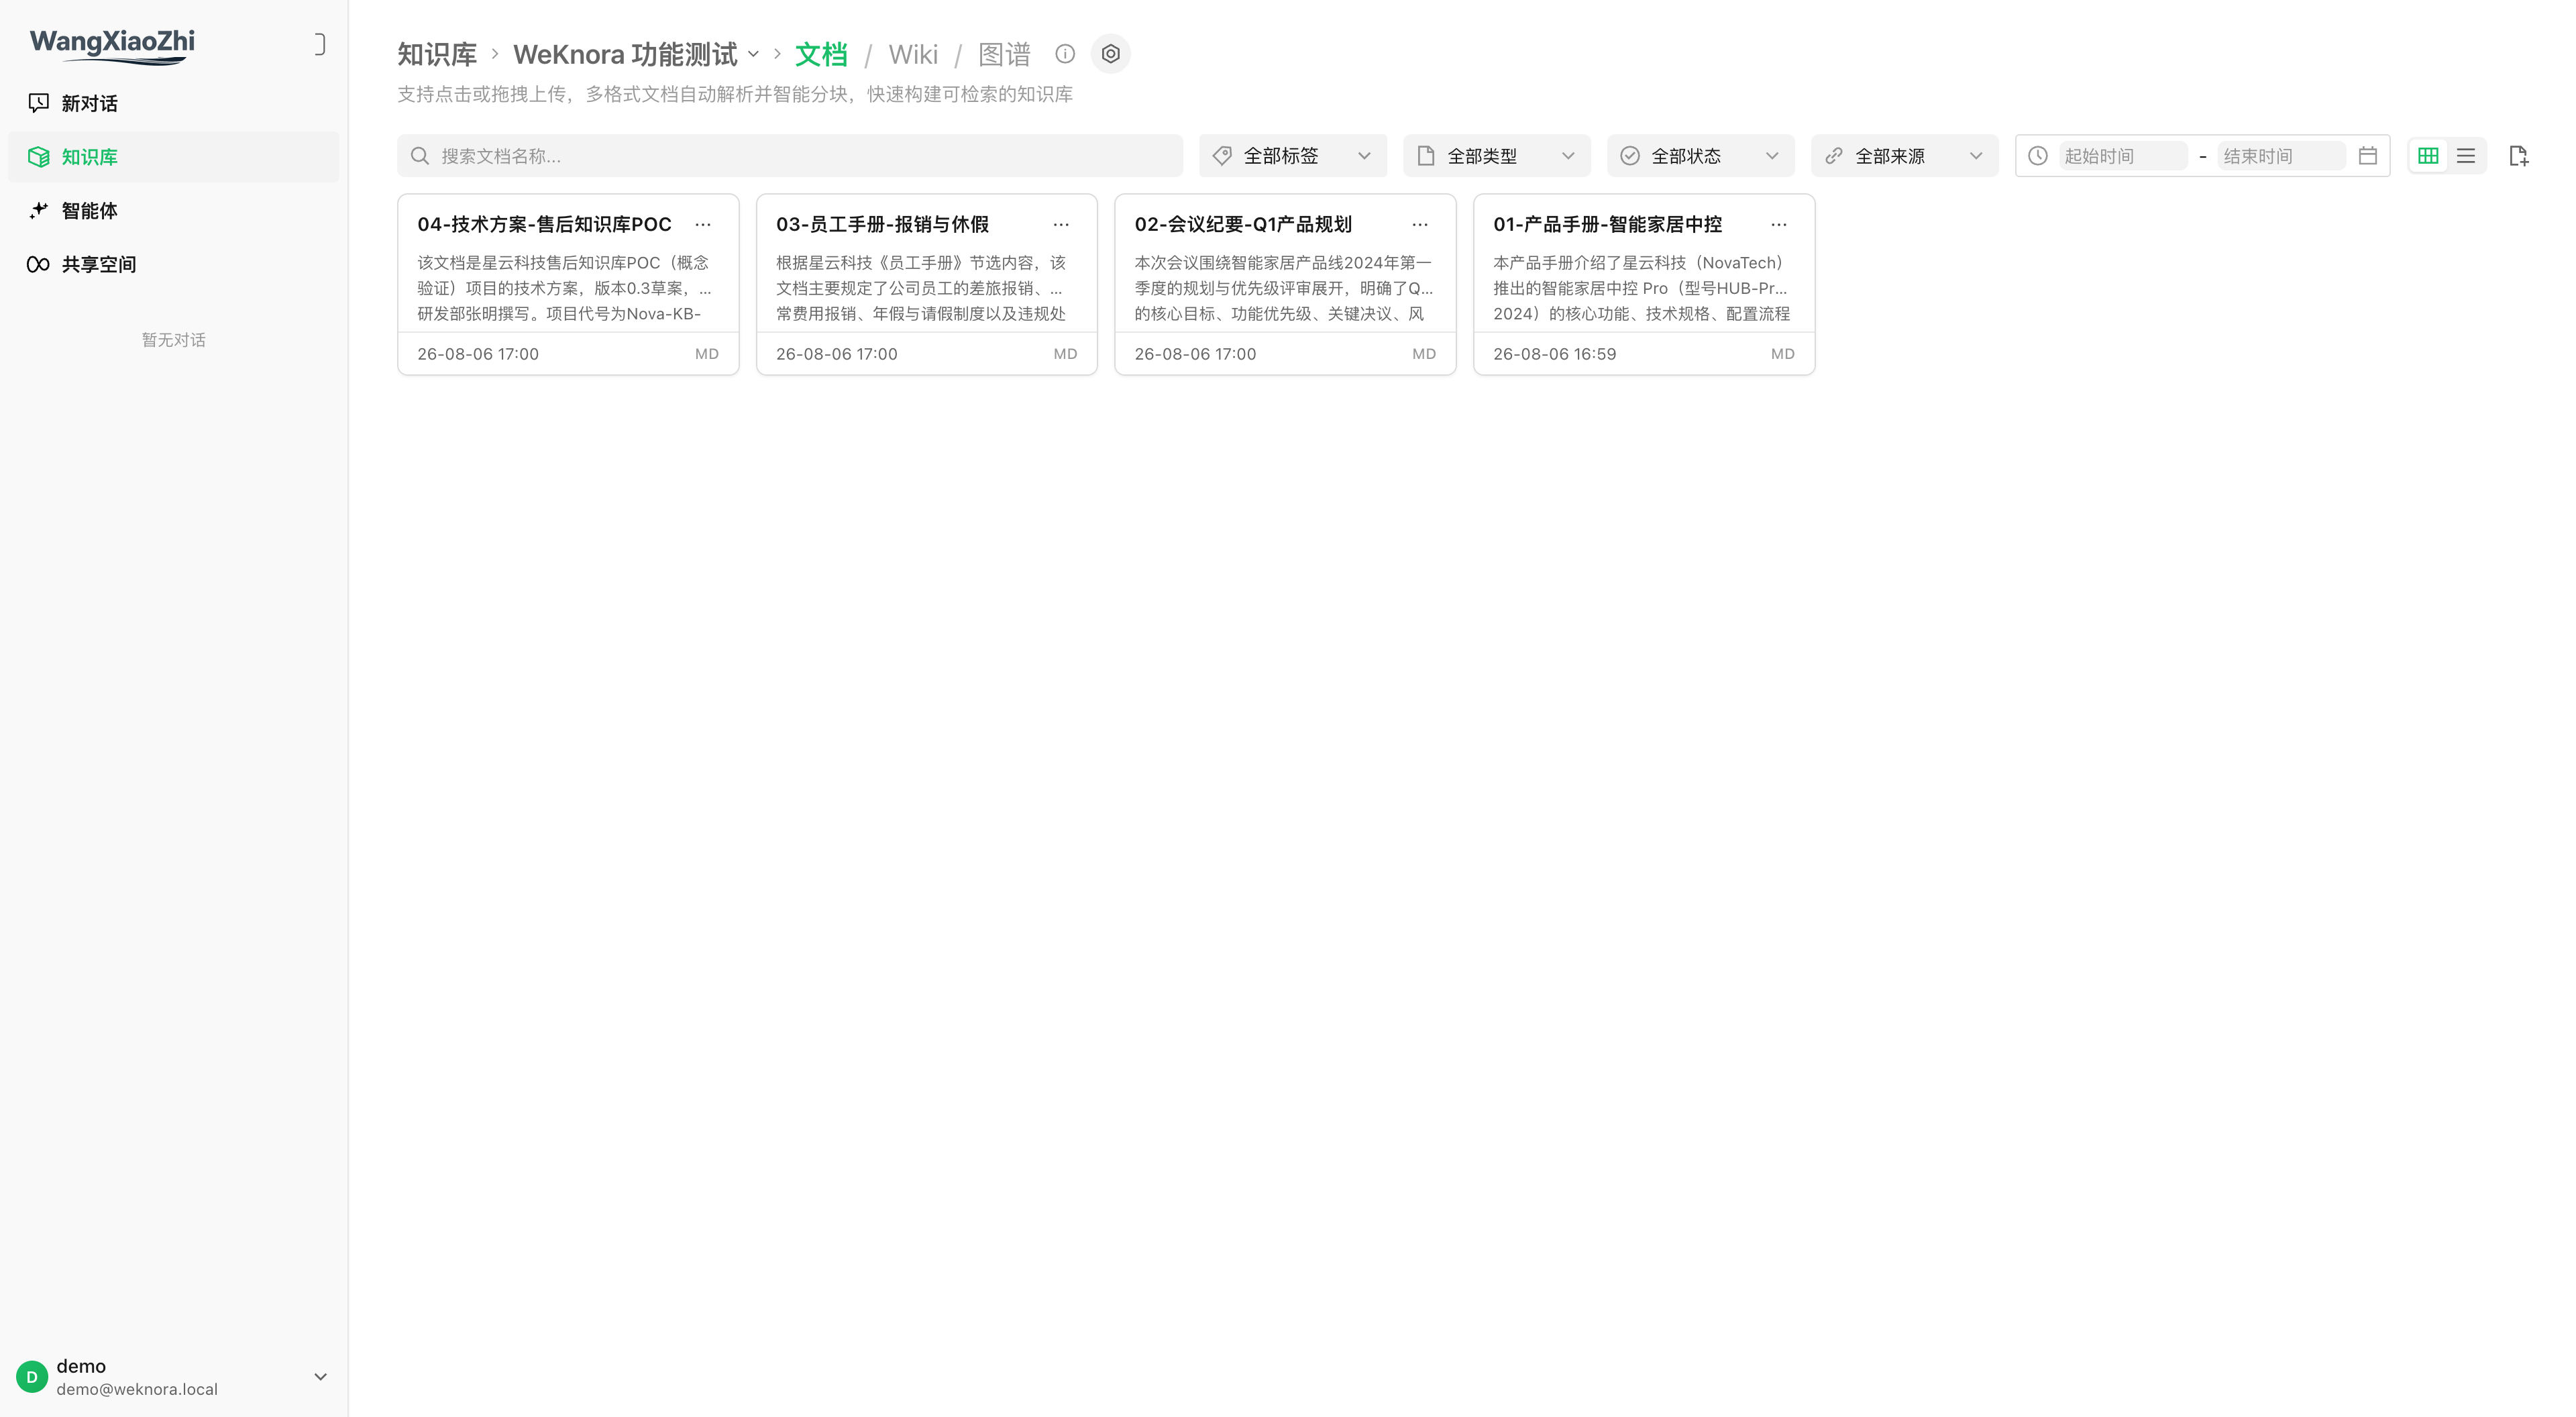 WangXiaoZhi
新对话
知识库
智能体
共享空间
暂无对话
知识库 > WeKnora 功能测试 > 文档 / Wiki / 图谱
支持点击或拖拽上传，多格式文档自动解析并智能分块，快速构建可检索的知识库
搜索文档名称... 全部标签 全部类型 全部状态 全部来源 起始时间 - 结束时间
04-技术方案-售后知识库POC ...
该文档是星云科技售后知识库POC（概念
验证）项目的技术方案，版本0.3草案，...
研发部张明撰写。项目代号为Nova-KB-
26-08-06 17:00 MD
03-员工手册-报销与休假 ...
根据星云科技《员工手册》节选内容，该
文档主要规定了公司员工的差旅报销、...
常费用报销、年假与请假制度以及违规处
26-08-06 17:00 MD
02-会议纪要-Q1产品规划 ...
本次会议围绕智能家居产品线2024年第一
季度的规划与优先级评审展开，明确了Q...
的核心目标、功能优先级、关键决议、风
26-08-06 17:00 MD
01-产品手册-智能家居中控 ...
本产品手册介绍了星云科技（NovaTech）
推出的智能家居中控 Pro（型号HUB-Pr...
2024）的核心功能、技术规格、配置流程
26-08-06 16:59 MD
D
demo
demo@weknora.local